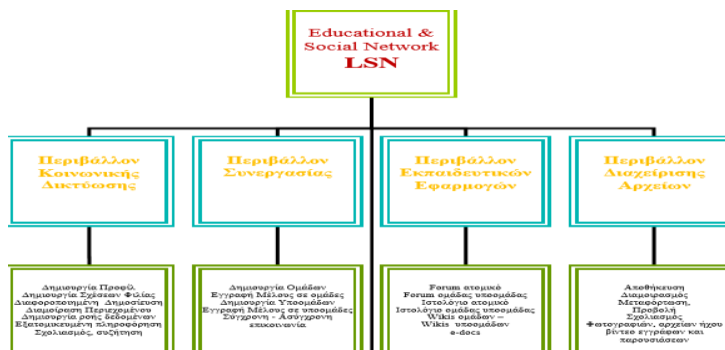 Educational &
Social Network
LSN
Περιβάλλον
Κοινωνικής
Δικτύωσης
Περιβάλλον
Συνεργασίας
Περιβάλλον
Εκπαιδευτικών
Εφαρμογών
Περιβάλλον
Διαχείρισης
Αρχείων
Δημιουργία Προφίλ
Δημιουργία Σχέσεων Φιλίας
Διαφοροποιημένη Δημοσίευση
Διαμοίραση Περιεχομένου
Δημιουργία ροής δεδομένων
Εξατομικευμένη πληροφόρηση
Σχολιασμός, συζήτηση
Δημιουργία Ομάδων
Εγγραφή Μέλους σε ομάδες
Δημιουργία Υποομάδων
Εγγραφή Μέλους σε υποομάδες
Σύγχρονη - Ασύγχρονη
επικοινωνία
Forum ατομικό
Forum ομάδας υποομάδας
Ιστολόγιο ατομικό
Ιστολόγιο ομάδας υποομάδας
Wikis ομάδων –
Wikis υποομάδων
e-docs
Αποθήκευση
Διαμοιρασμός
Μεταφόρτωση,
Προβολή
Σχολιασμός
Φωτογραφιών, αρχείων ήχου
βίντεο εγγράφων και
παρουσιάσεων